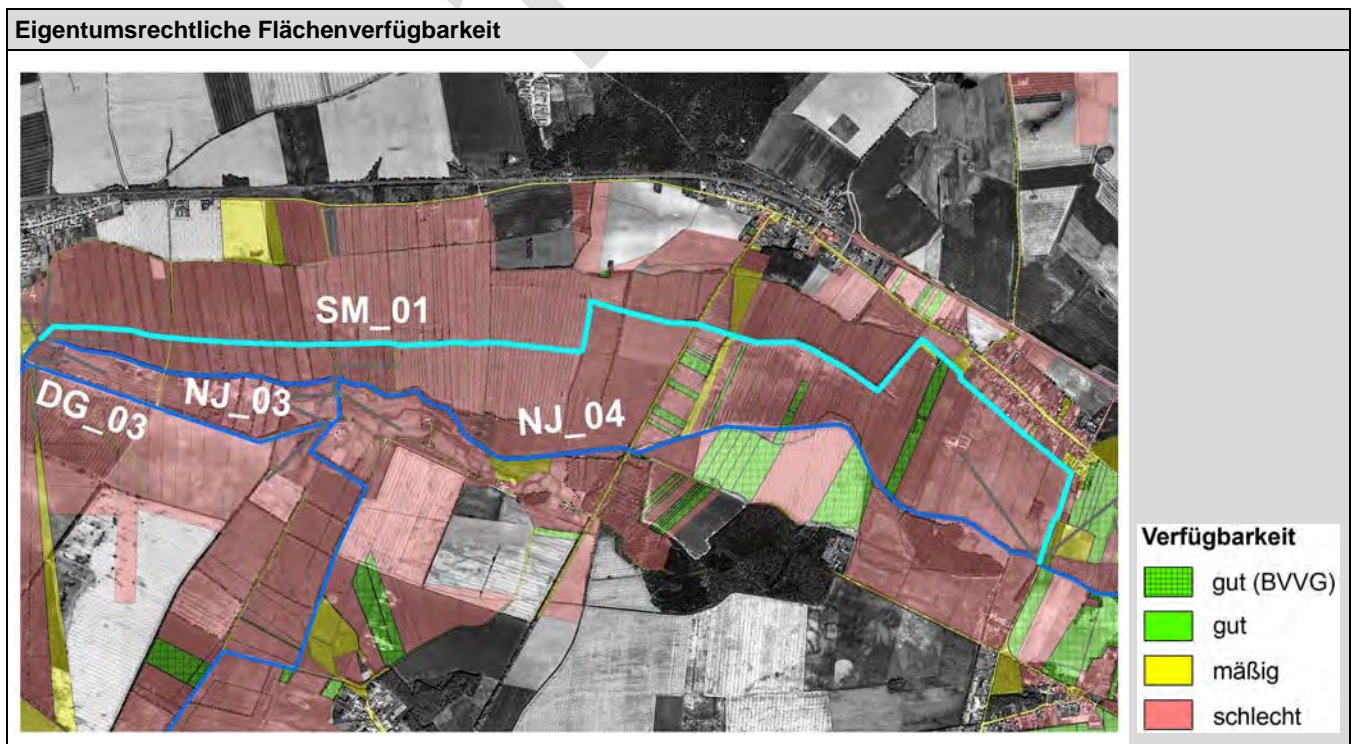 Eigentumsrechtliche Flächenverfügbarkeit
SM_01
NJ_03
DG_03
NJ_04
Verfügbarkeit
gut (BVVG)
gut
mäßig
schlecht